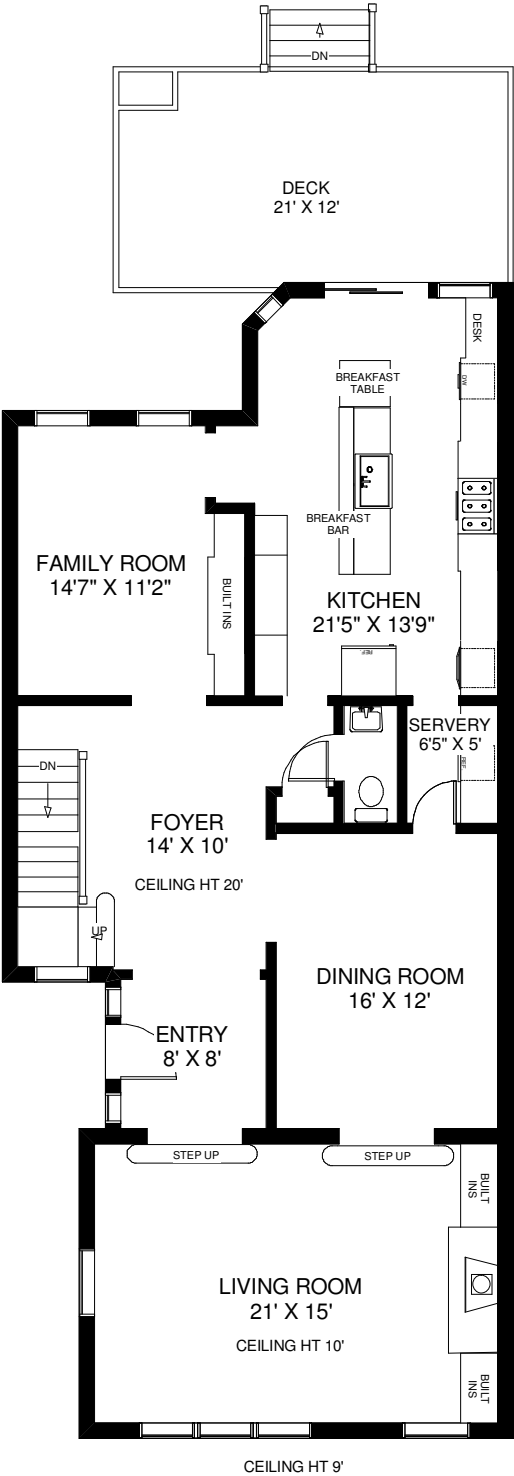 DN
DECK
21' X 12'
DESK
BREAKFAST
TABLE
DW
BREAKFAST
BAR
FAMILY ROOM
14'7" X 11'2"
BUILT INS
KITCHEN
21'5" X 13'9"
REF.
SERVERY
6'5" X 5'
REF
DN
FOYER
14' X 10'
CEILING HT 20'
UP
DINING ROOM
16' X 12'
ENTRY
8' X 8'
STEP UP
STEP UP
BUILT
INS
LIVING ROOM
21' X 15'
CEILING HT 10'
BUILT
INS
CEILING HT 9'